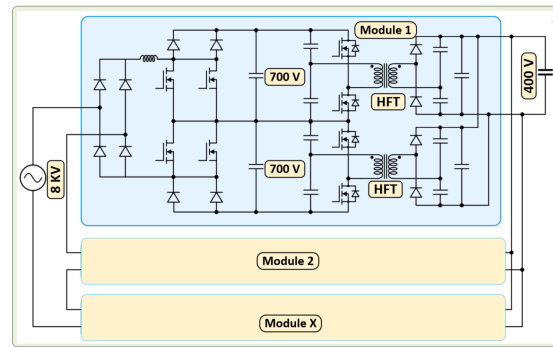 Module 1
700 V
HFT
400 V
8 KV
700 V
HFT
Module 2
Module X